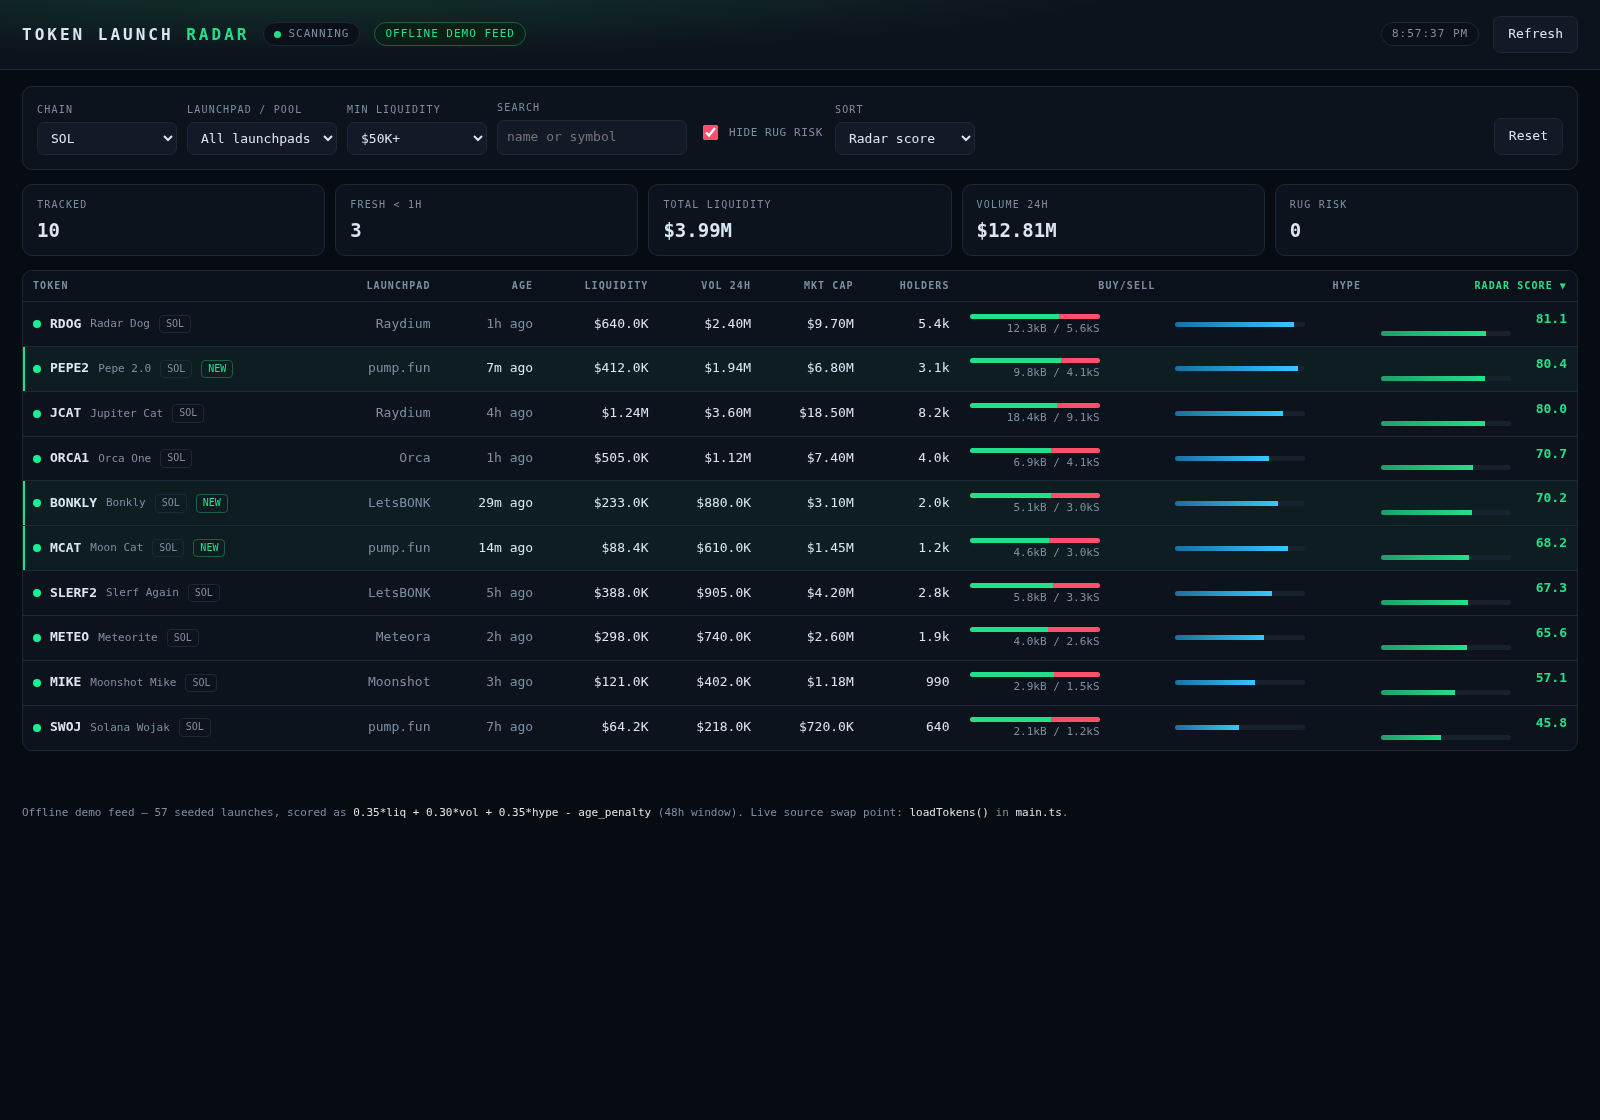 TOKEN LAUNCH RADAR SCANNING OFFLINE DEMO FEED 8:57:37 PM Refresh
CHAIN LAUNCHPAD / POOL MIN LIQUIDITY SEARCH SORT
SOL All launchpads $50K+ name or symbol HIDE RUG RISK Radar score Reset
TRACKED FRESH < 1H TOTAL LIQUIDITY VOLUME 24H RUG RISK
10 3 $3.99M $12.81M 0
TOKEN LAUNCHPAD AGE LIQUIDITY VOL 24H MKT CAP HOLDERS BUY/SELL HYPE RADAR SCORE ▼
RDOG Radar Dog SOL Raydium 1h ago $640.0K $2.40M $9.70M 5.4k 12.3kB / 5.6kS 81.1
PEPE2 Pepe 2.0 SOL NEW pump.fun 7m ago $412.0K $1.94M $6.80M 3.1k 9.8kB / 4.1kS 80.4
JCAT Jupiter Cat SOL Raydium 4h ago $1.24M $3.60M $18.50M 8.2k 18.4kB / 9.1kS 80.0
ORCA1 Orca One SOL Orca 1h ago $505.0K $1.12M $7.40M 4.0k 6.9kB / 4.1kS 70.7
BONKLY Bonkly SOL NEW LetsBONK 29m ago $233.0K $880.0K $3.10M 2.0k 5.1kB / 3.0kS 70.2
MCAT Moon Cat SOL NEW pump.fun 14m ago $88.4K $610.0K $1.45M 1.2k 4.6kB / 3.0kS 68.2
SLERF2 Slerf Again SOL LetsBONK 5h ago $388.0K $905.0K $4.20M 2.8k 5.8kB / 3.3kS 67.3
METEO Meteorite SOL Meteora 2h ago $298.0K $740.0K $2.60M 1.9k 4.0kB / 2.6kS 65.6
MIKE Moonshot Mike SOL Moonshot 3h ago $121.0K $402.0K $1.18M 990 2.9kB / 1.5kS 57.1
SWOJ Solana Wojak SOL pump.fun 7h ago $64.2K $218.0K $720.0K 640 2.1kB / 1.2kS 45.8
Offline demo feed — 57 seeded launches, scored as 0.35*liq + 0.30*vol + 0.35*hype - age_penalty (48h window). Live source swap point: loadTokens() in main.ts.